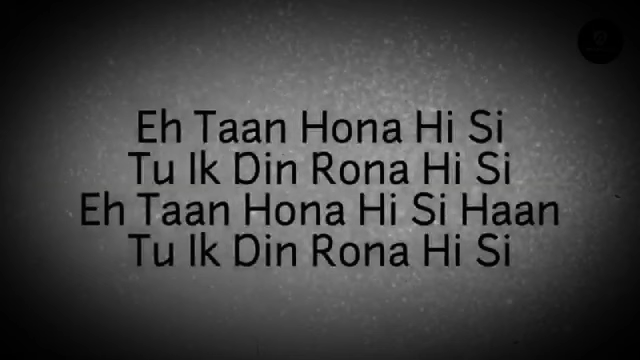 Eh Taan Hona Hi Si
Tu Ik Din Rona Hi Si
Eh Taan Hona Hi Si Haan
Tu Ik Din Rona Hi Si